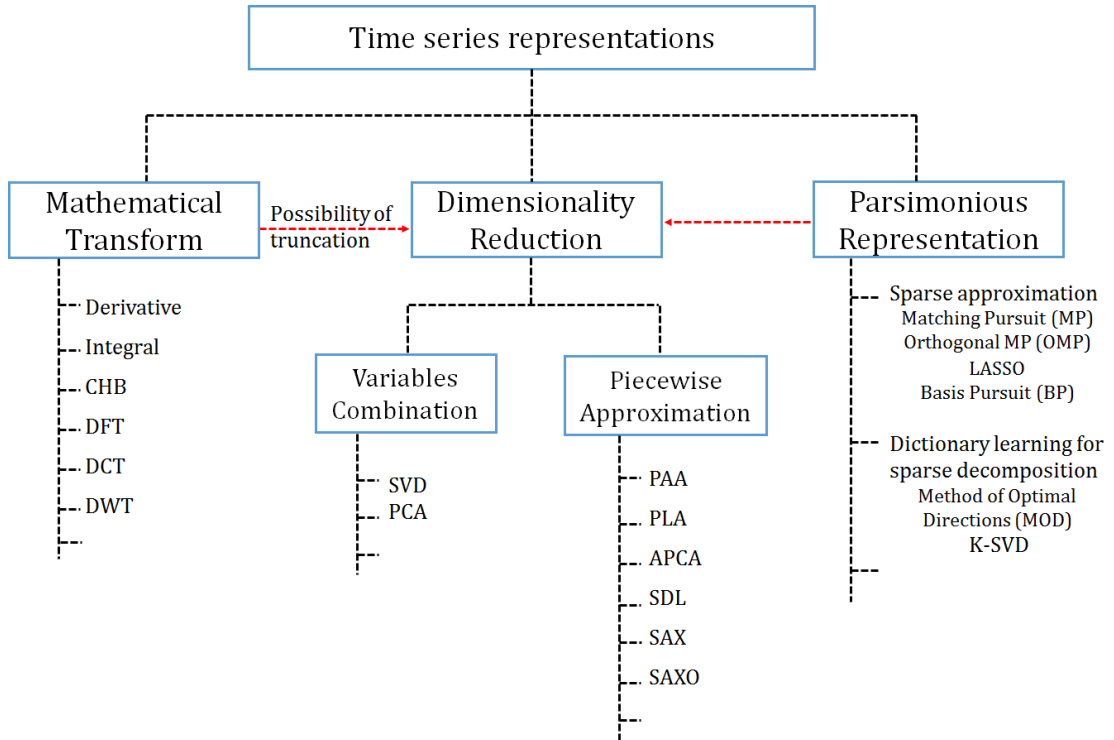 Time series representations
Mathematical
Transform
Possibility of
truncation
Dimensionality
Reduction
Parsimonious
Representation
Derivative
Integral
CHB
DFT
DCT
DWT
Variables
Combination
SVD
PCA
Piecewise
Approximation
PAA
PLA
APCA
SDL
SAX
SAXO
Sparse approximation
Matching Pursuit (MP)
Orthogonal MP (OMP)
LASSO
Basis Pursuit (BP)
Dictionary learning for
sparse decomposition
Method of Optimal
Directions (MOD)
K-SVD